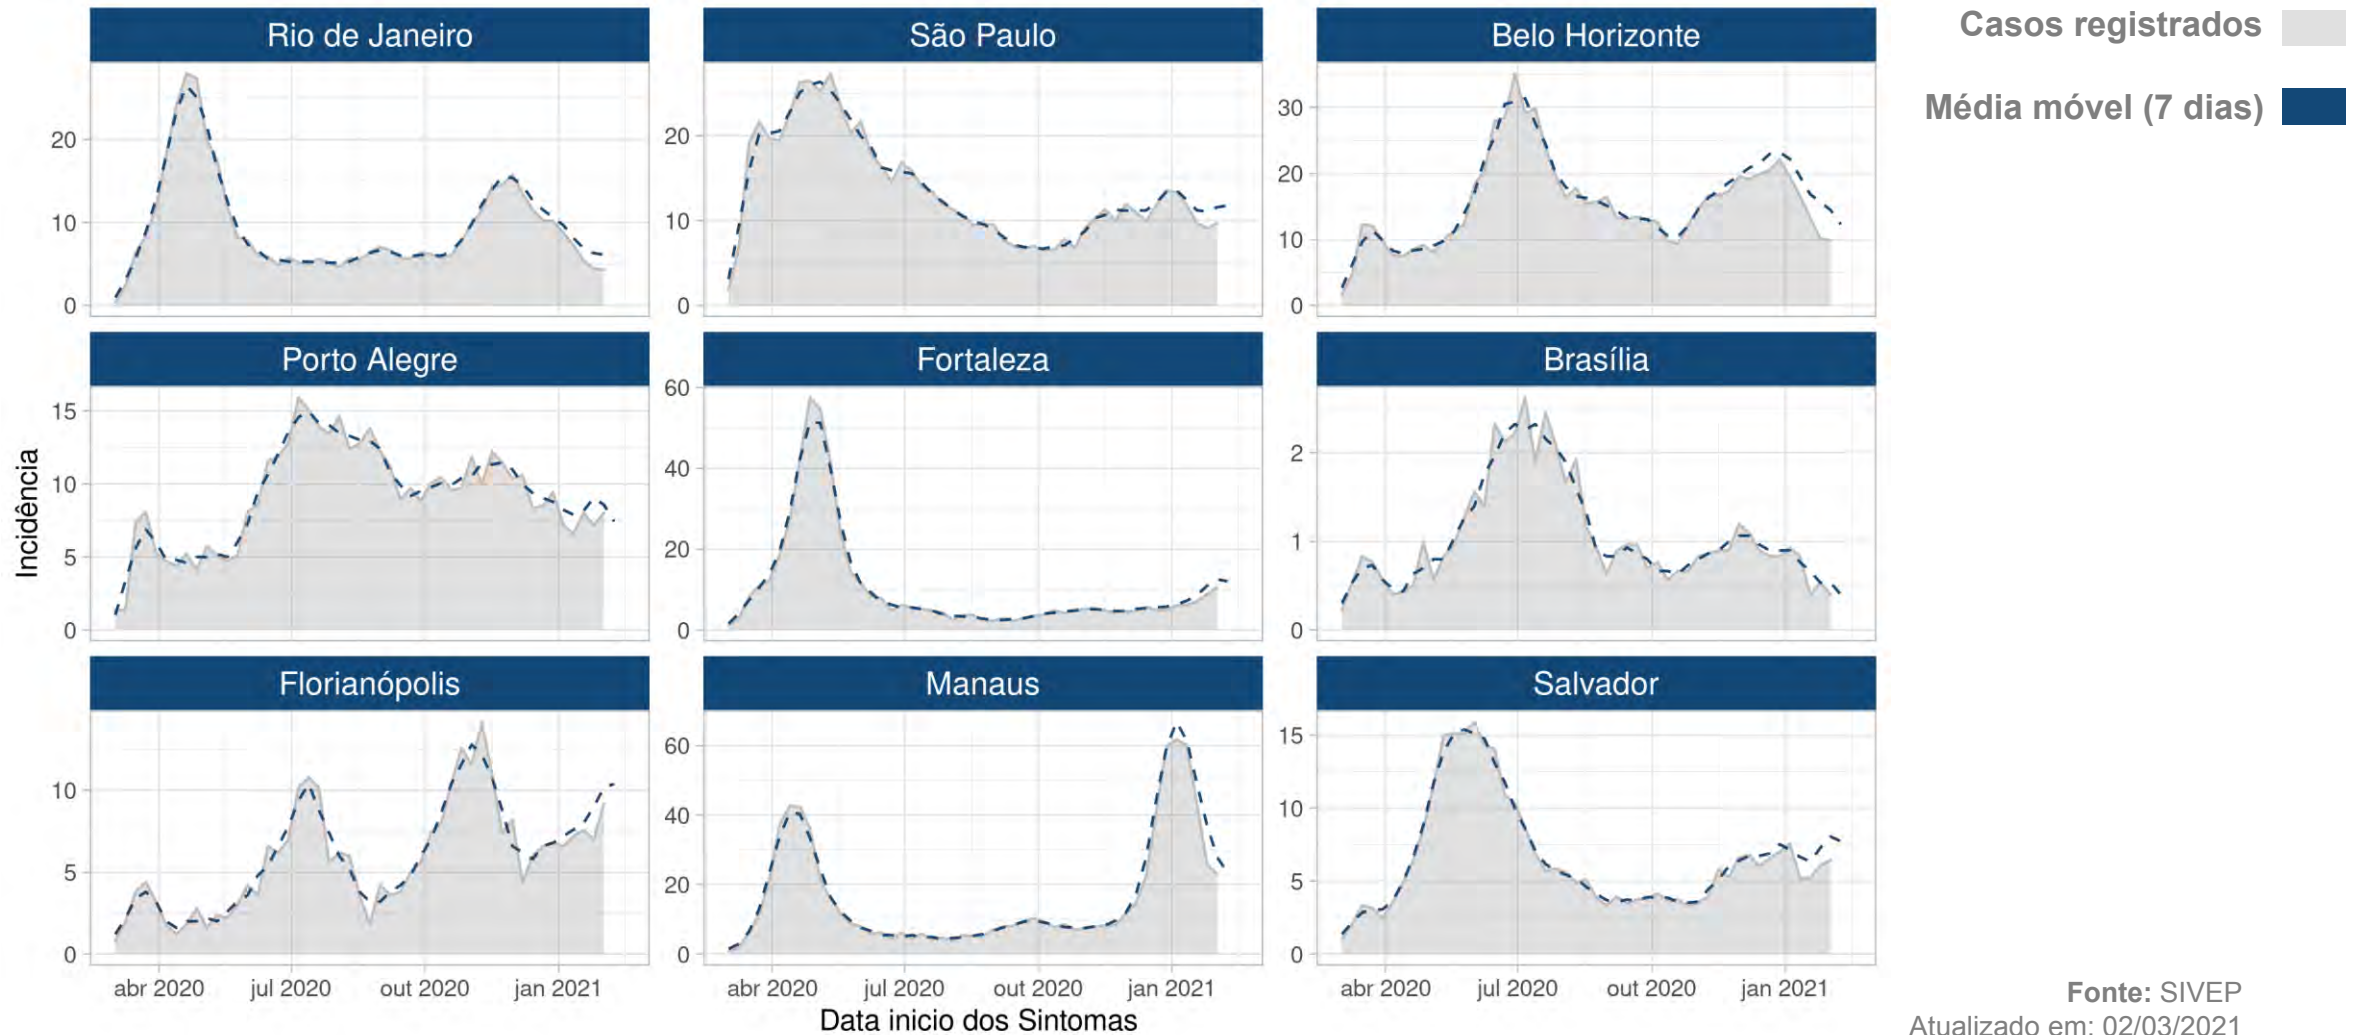 Rio de Janeiro
São Paulo
Belo Horizonte
Casos registrados
Média móvel (7 dias)
20
10
0
20
10
0
30
20
10
0
Porto Alegre
Fortaleza
Brasília
Incidência
15
10
5
0
60
40
20
0
2
1
0
Florianópolis
Manaus
Salvador
10
5
0
60
40
20
0
15
10
5
0
abr 2020 jul 2020 out 2020 jan 2021
abr 2020 jul 2020 out 2020 jan 2021
abr 2020 jul 2020 out 2020 jan 2021
Data inicio dos Sintomas
Fonte: SIVEP
Atualizado em: 02/03/2021